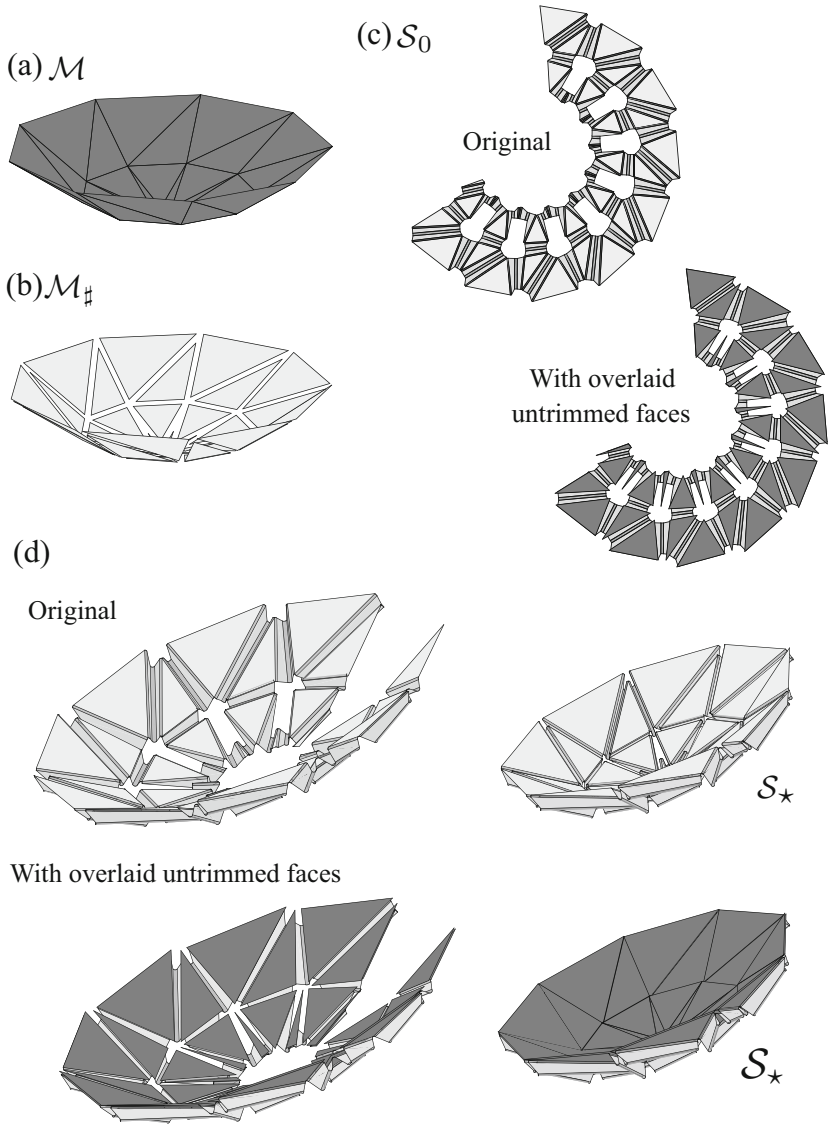 (a) ℳ
(c) 𝒮₀
Original
(b) ℳ♯
With overlaid
untrimmed faces
(d)
Original
𝒮⋆
With overlaid untrimmed faces
𝒮⋆